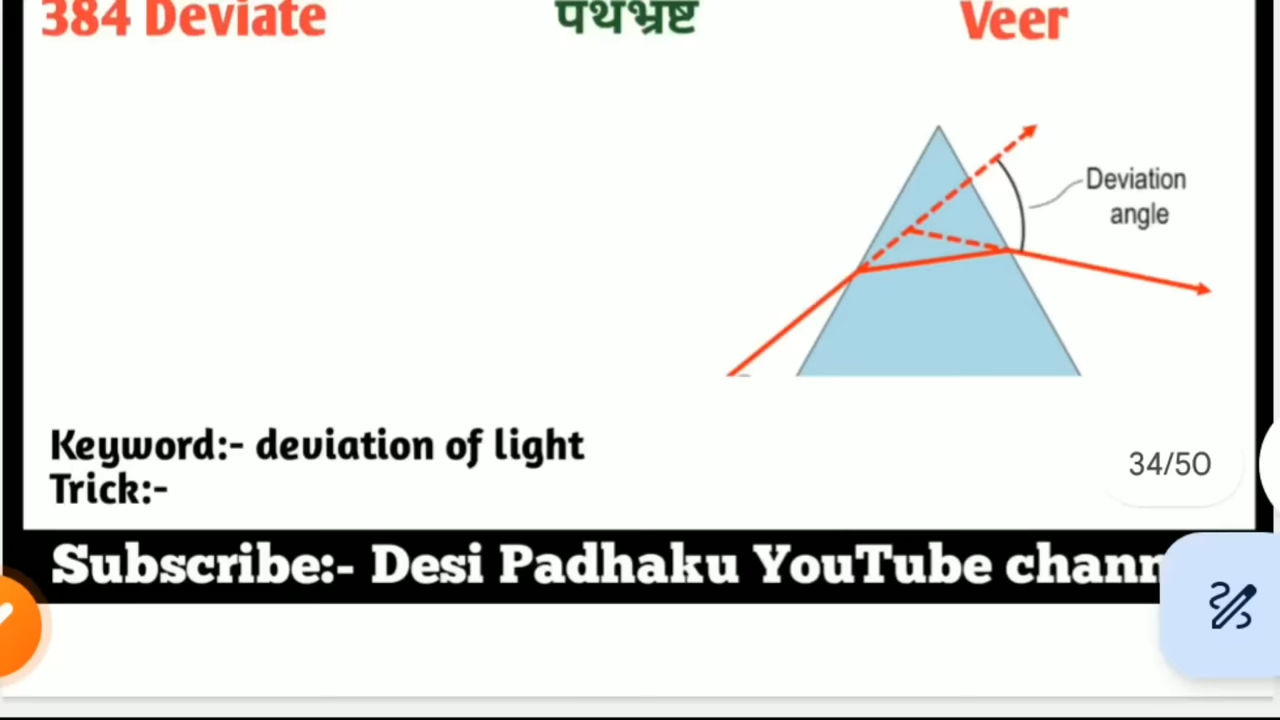 384 Deviate पथभ्रष्ट Veer
Deviation
angle
Keyword:- deviation of light
Trick:-
34/50
Subscribe:- Desi Padhaku YouTube chann